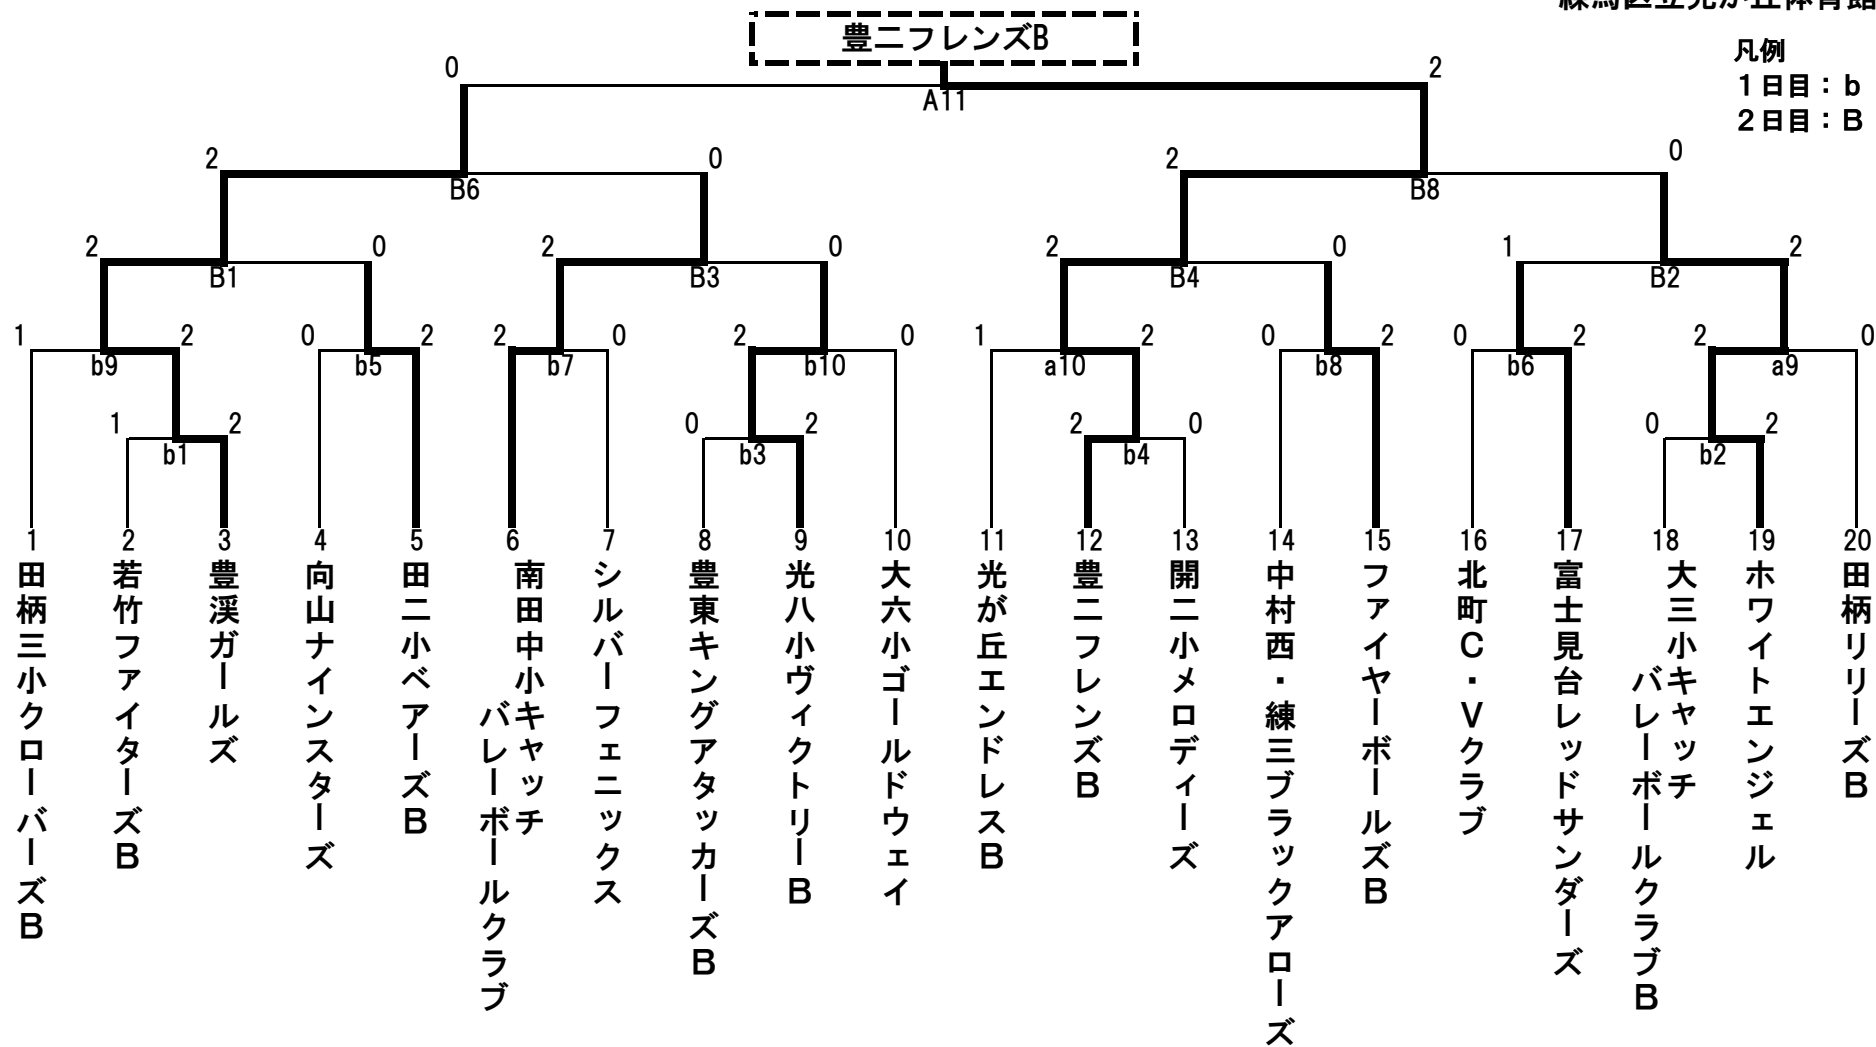 豊二フレンズB
凡例
1日目：b
2日目：B
0 2
A11
2 0 2 0
B6 B8
2 0 2 0 2 0 1 2
B1 B3 B4 B2
1 2 0 2 2 0 2 0 1 2 0 2 0 2 2 0
b9 b5 b7 b10 a10 b8 b6 a9
1 2 0 2 2 0 0 2
b1 b3 b4 b2
1 2 3 4 5 6 7 8 9 10 11 12 13 14 15 16 17 18 19 20
田柄三小クローバーズB
若竹ファイターズB
豊渓ガールズ
向山ナインスターズ
田二小ベアーズB
南田中小キャッチ
バレーボールクラブ
シルバーフェニックス
豊東キングアタッカーズB
光八小ヴィクトリーB
大六小ゴールドウェイ
光が丘エンドレスB
豊二フレンズB
開二小メロディーズ
中村西・練三ブラックアローズ
ファイヤーボールズB
北町C・Vクラブ
富士見台レッドサンダーズ
大三小キャッチ
バレーボールクラブB
ホワイトエンジェル
田柄リリーズB